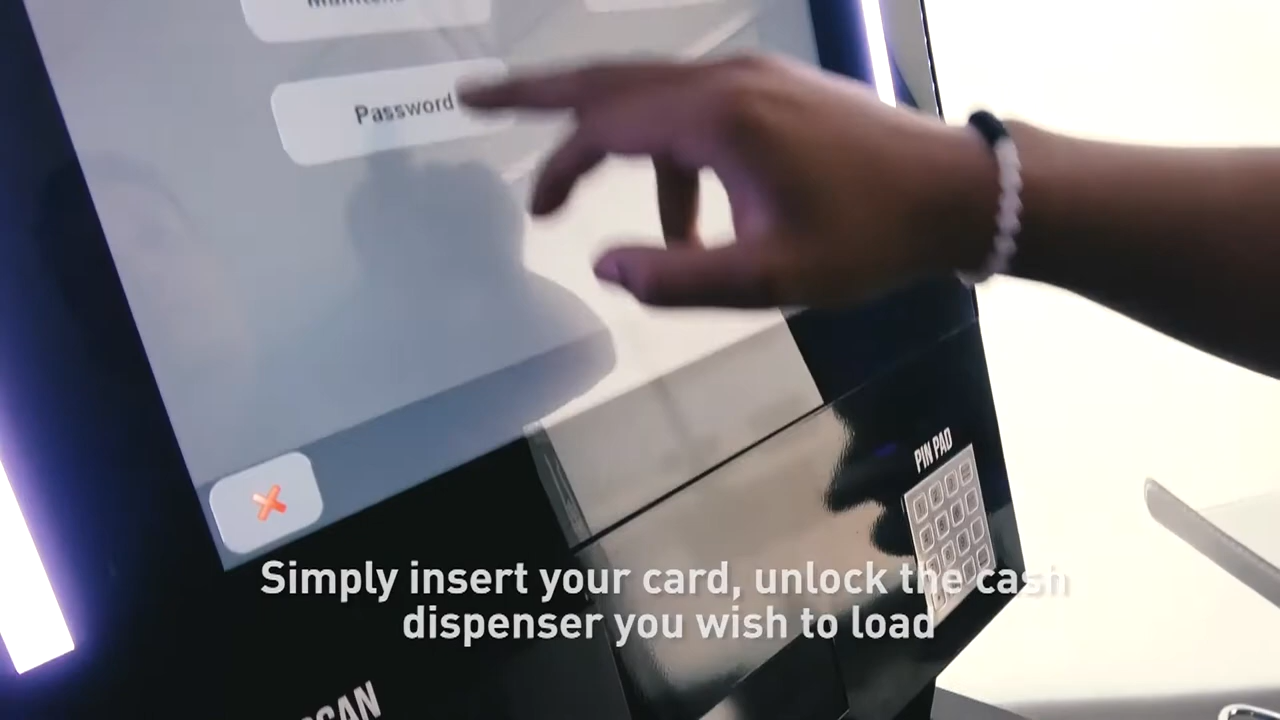 Password
PIN PAD
Simply insert your card, unlock the cash
dispenser you wish to load